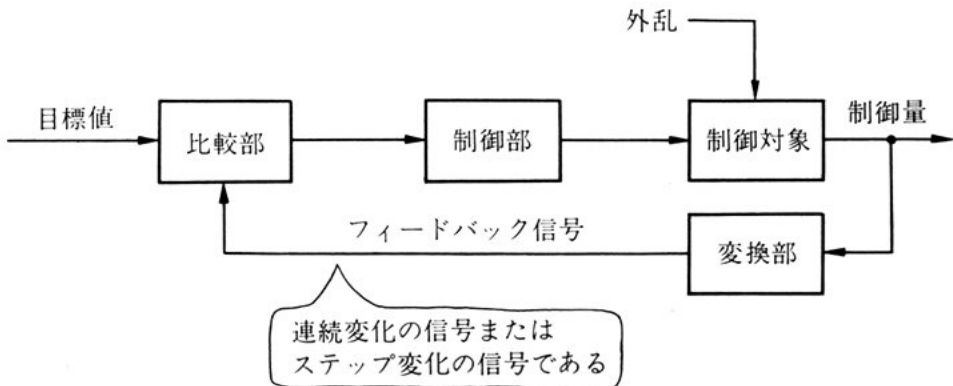 外乱
目標値
比較部
制御部
制御対象
制御量
フィードバック信号
変換部
連続変化の信号または
ステップ変化の信号である